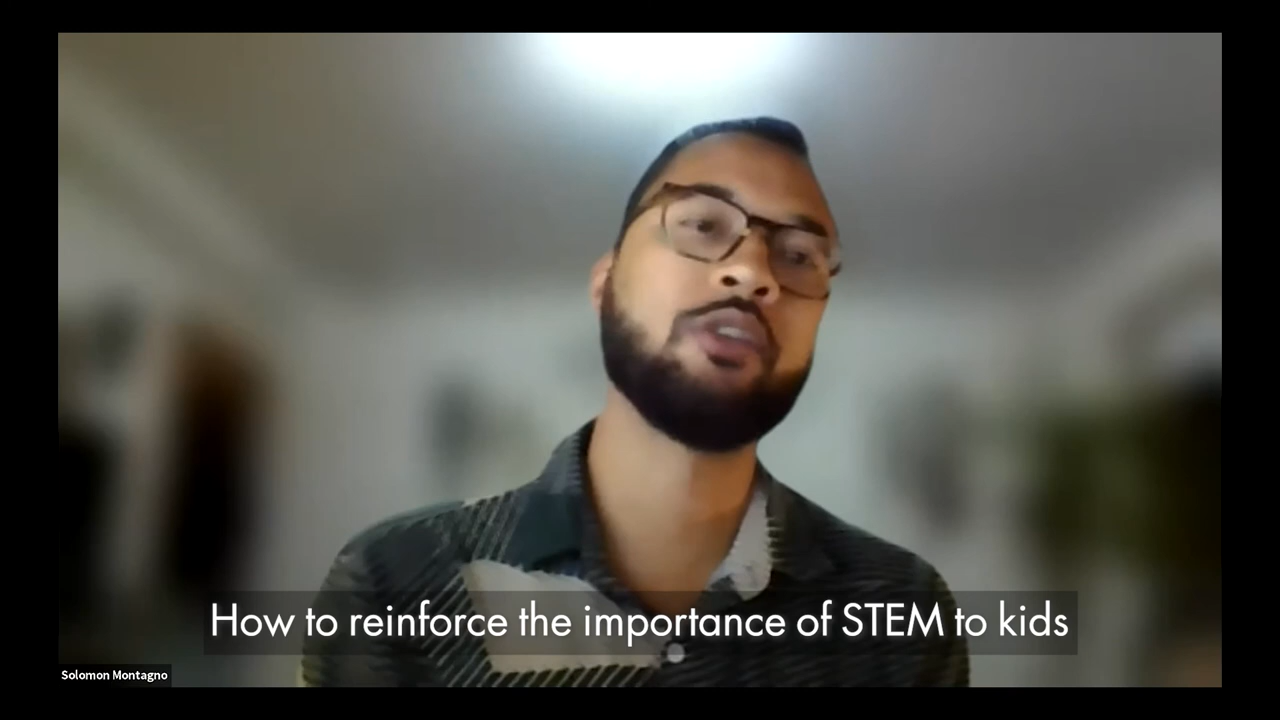 How to reinforce the importance of STEM to kids
Solomon Montagno